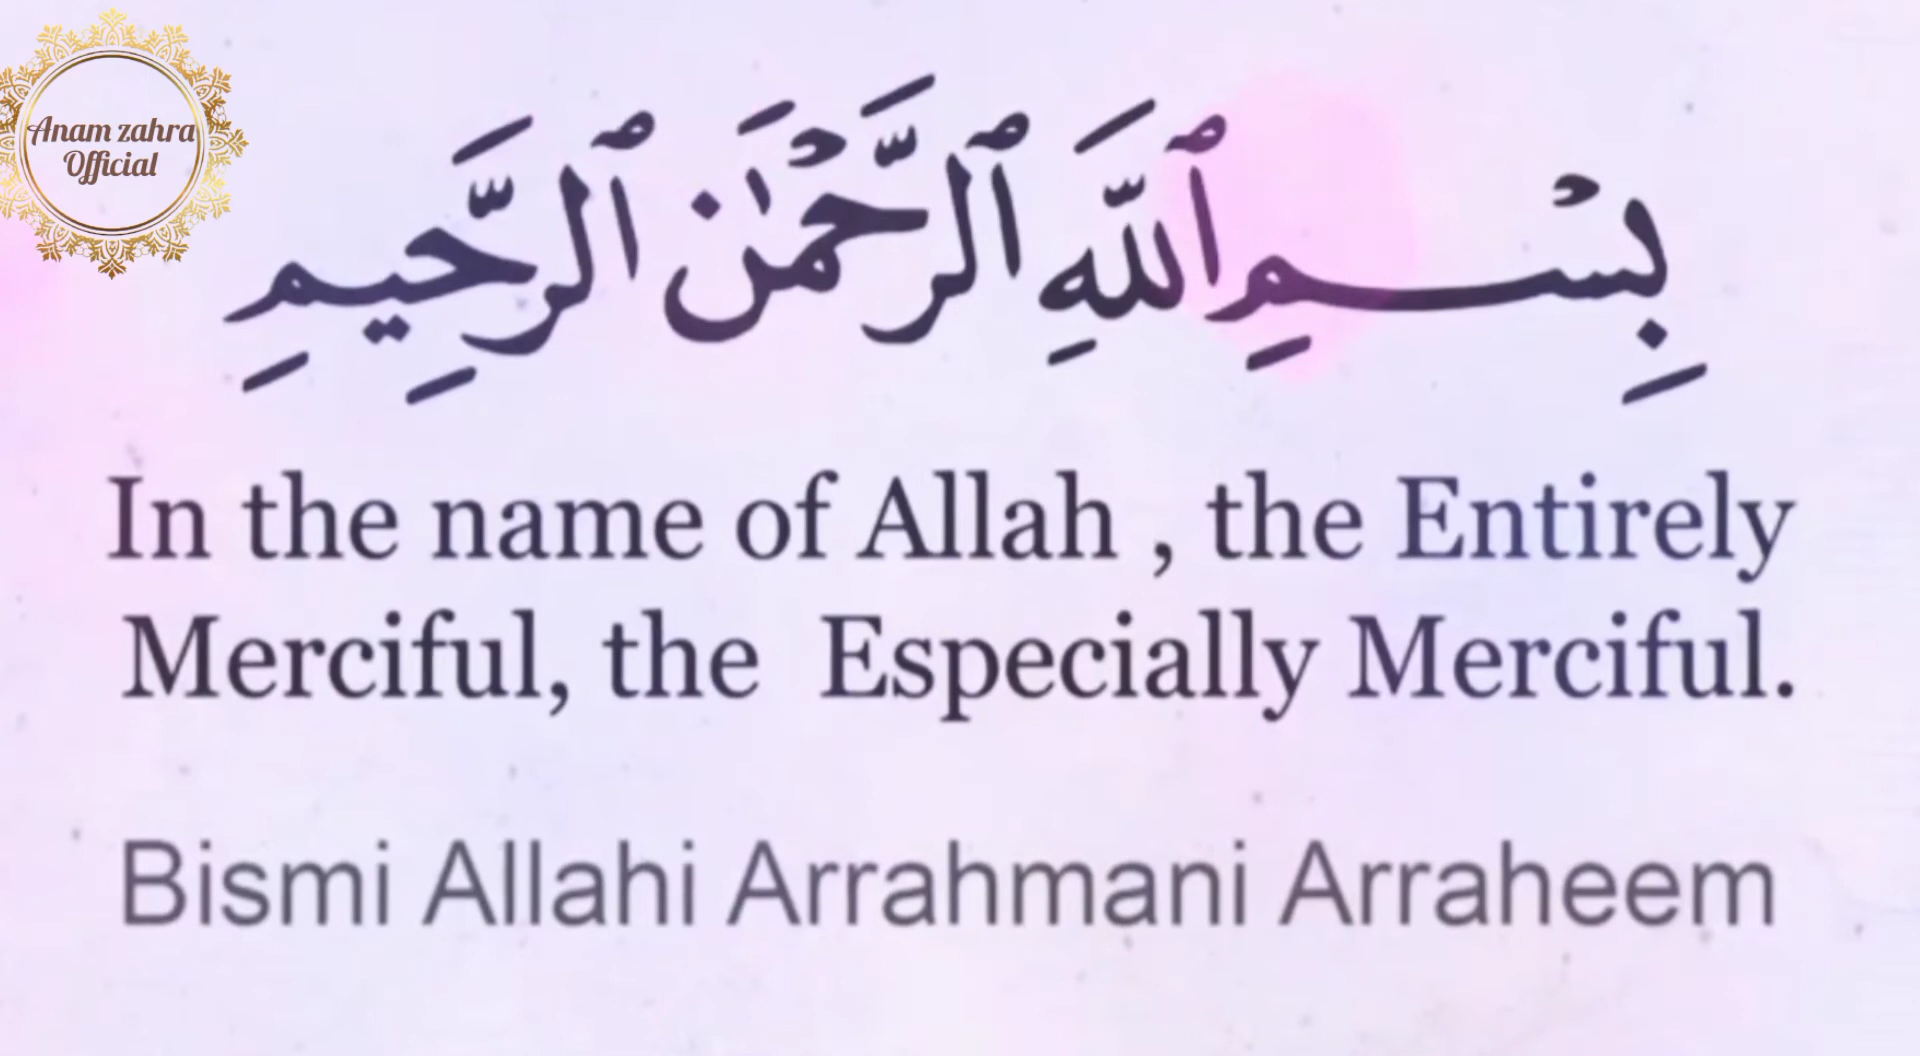 Anam zahra
Official
بِسْمِ ٱللَّهِ ٱلرَّحْمَٰنِ ٱلرَّحِيمِ
In the name of Allah , the Entirely
Merciful, the Especially Merciful.
Bismi Allahi Arrahmani Arraheem